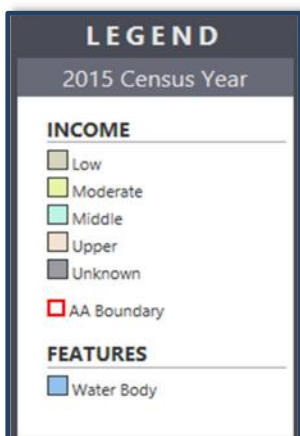 LEGEND
2015 Census Year
INCOME
Low
Moderate
Middle
Upper
Unknown
AA Boundary
FEATURES
Water Body